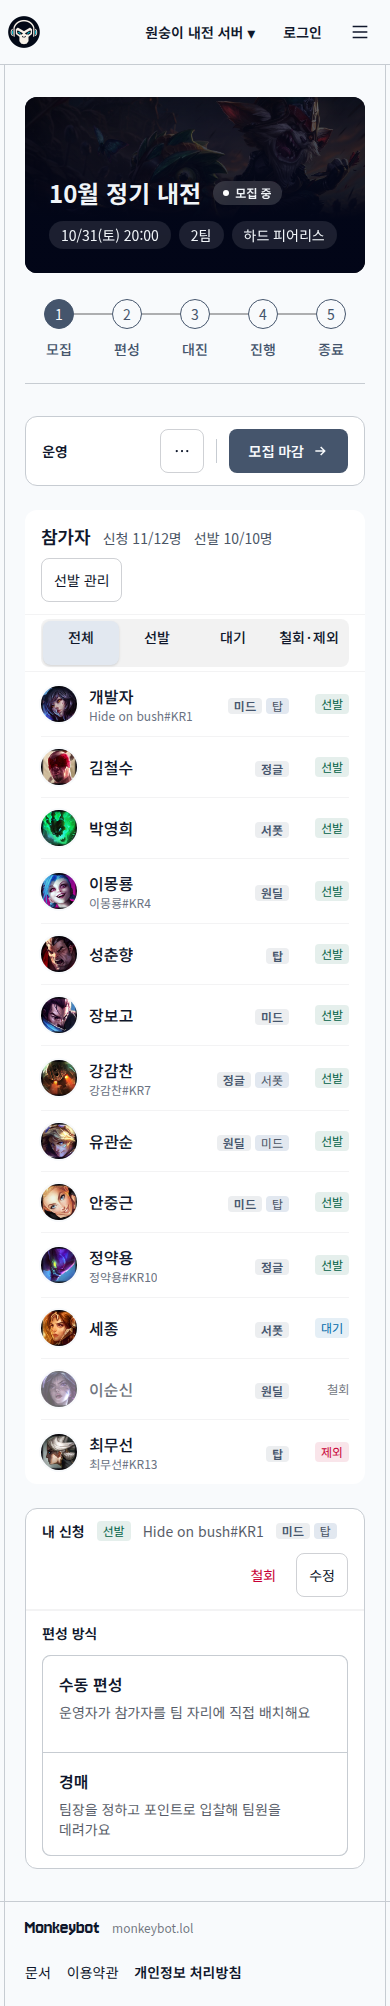 원숭이 내전 서버 ▾ 로그인
10월 정기 내전 모집 중
10/31(토) 20:00 2팀 하드 피어리스
1 2 3 4 5
모집 편성 대진 진행 종료
운영 ··· 모집 마감 →
참가자 신청 11/12명 선발 10/10명
선발 관리
전체 선발 대기 철회·제외
개발자 미드 탑 선발
Hide on bush#KR1
김철수 정글 선발
박영희 서폿 선발
이몽룡 원딜 선발
이몽룡#KR4
성춘향 탑 선발
장보고 미드 선발
강감찬 정글 서폿 선발
강감찬#KR7
유관순 원딜 미드 선발
안중근 미드 탑 선발
정약용 정글 선발
정약용#KR10
세종 서폿 대기
이순신 원딜 철회
최무선 탑 제외
최무선#KR13
내 신청 선발 Hide on bush#KR1 미드 탑
철회 수정
편성 방식
수동 편성
운영자가 참가자를 팀 자리에 직접 배치해요
경매
팀장을 정하고 포인트로 입찰해 팀원을
데려가요
Monkeybot monkeybot.lol
문서 이용약관 개인정보 처리방침